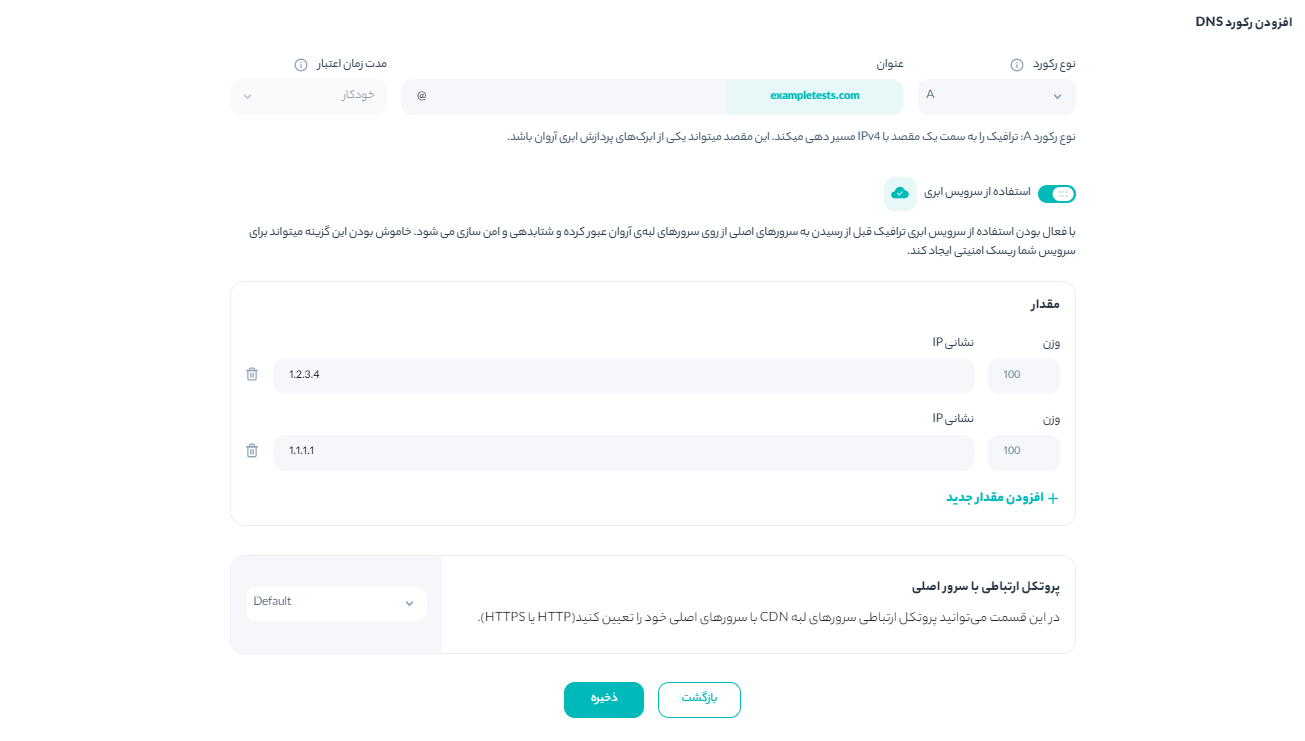 افزودن رکورد DNS
نوع رکورد
عنوان
مدت زمان اعتبار
A
exampletests.com
@
خودکار
نوع رکورد A: ترافیک را به سمت یک مقصد با IPv4 مسیر دهی میکند. این مقصد میتواند یکی از ابرک‌های پردازش ابری آروان باشد.
استفاده از سرویس ابری
با فعال بودن استفاده از سرویس ابری ترافیک قبل از رسیدن به سرورهای اصلی از روی سرورهای لبه‌ی آروان عبور کرده و شتابدهی و امن سازی می شود. خاموش بودن این گزینه میتواند برای
سرویس شما ریسک امنیتی ایجاد کند.
مقدار
وزن
نشانی IP
100
1.2.3.4
وزن
نشانی IP
100
1.1.1.1
+ افزودن مقدار جدید
پروتکل ارتباطی با سرور اصلی
Default
در این قسمت می‌توانید پروتکل ارتباطی سرورهای لبه CDN با سرورهای اصلی خود را تعیین کنید(HTTP یا HTTPS).
بازگشت
ذخیره